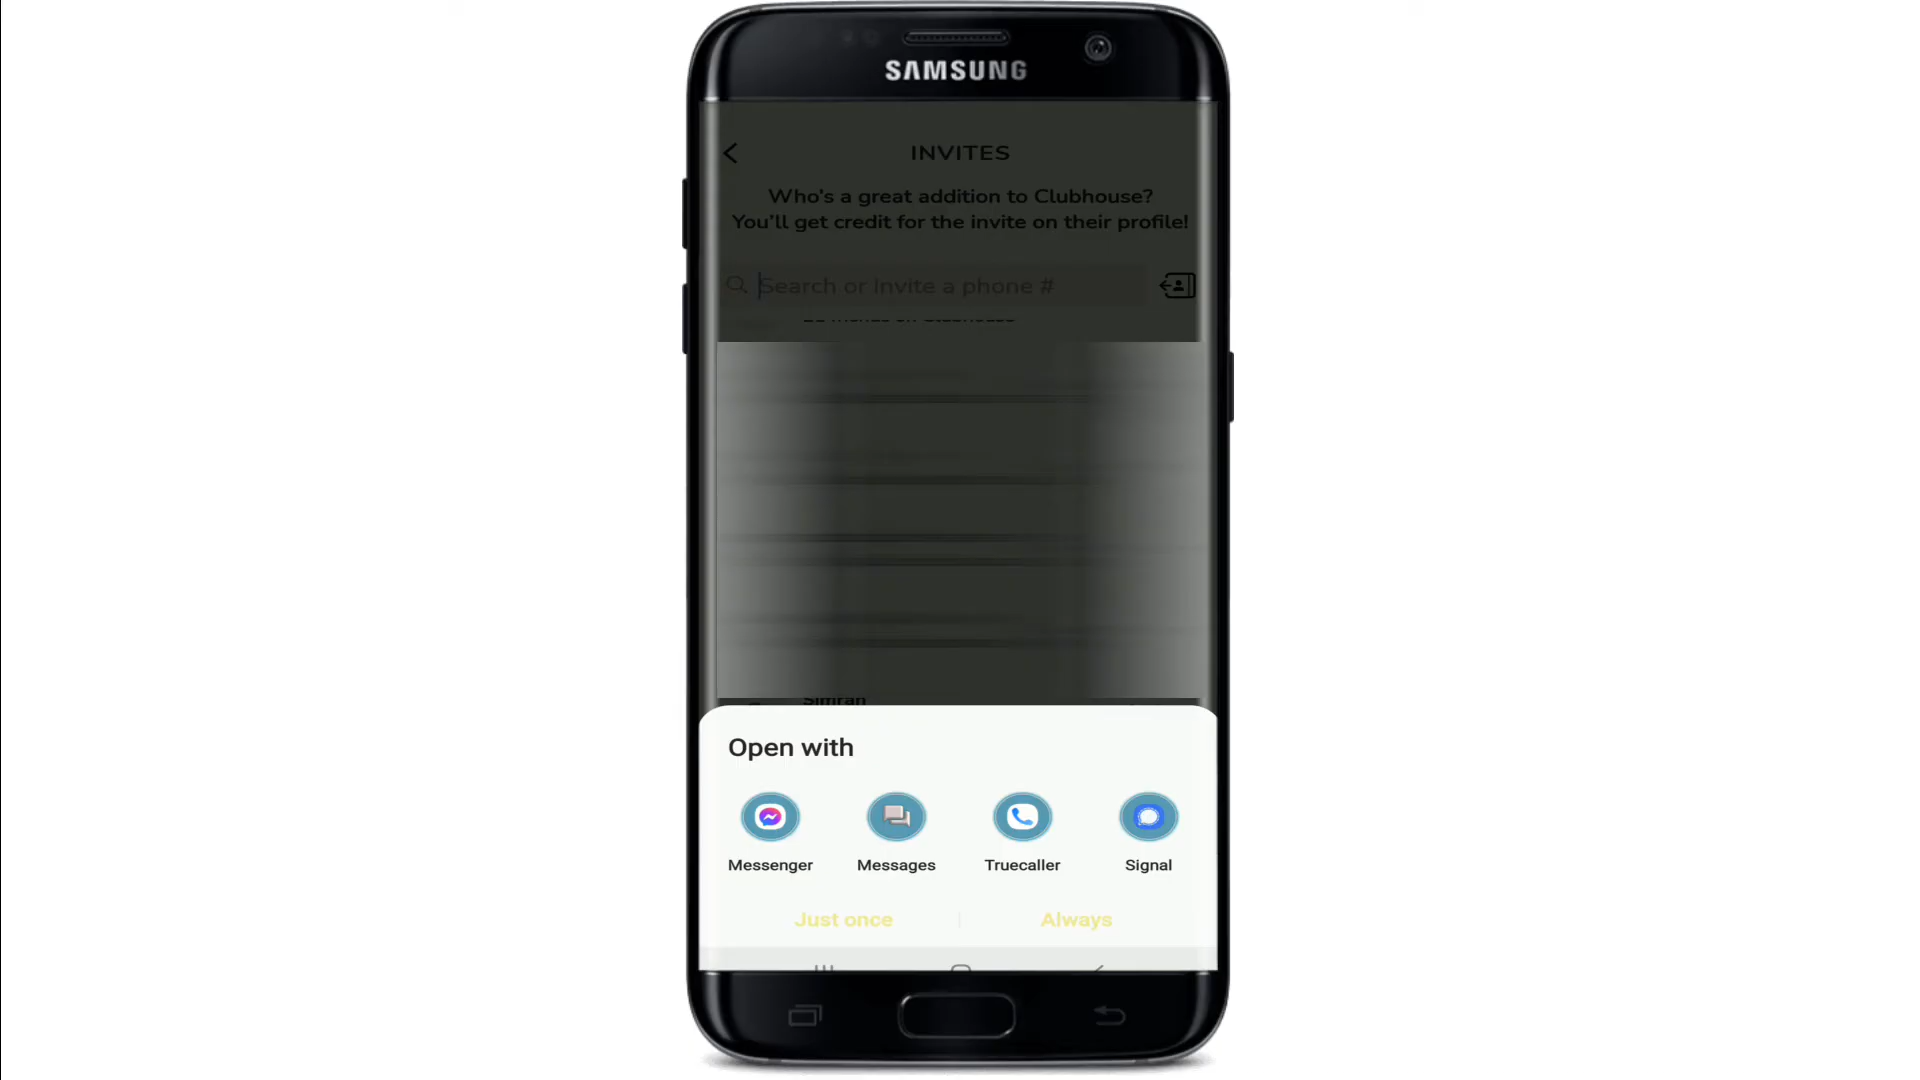 SAMSUNG
INVITES
Who's a great addition to Clubhouse?
You'll get credit for the invite on their profile!
Search or Invite a phone #
Simran
Open with
Messenger Messages Truecaller Signal
Just once Always